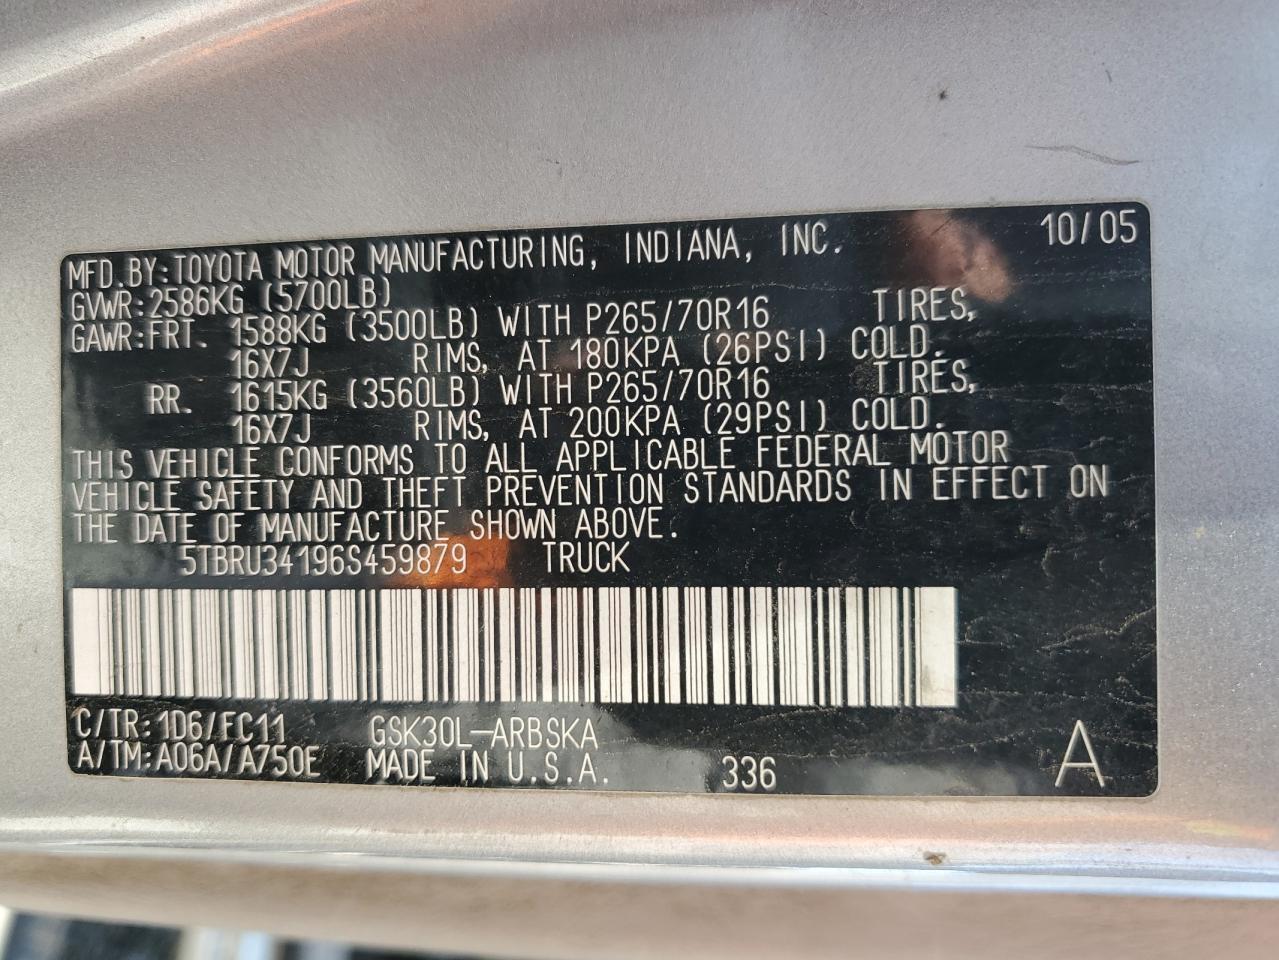 10/05
MFD.BY:TOYOTA MOTOR MANUFACTURING, INDIANA, INC.
GVWR:2586KG (5700LB)
GAWR:FRT. 1588KG (3500LB) WITH P265/70R16 TIRES,
16X7J RIMS, AT 180KPA (26PSI) COLD.
RR. 1615KG (3560LB) WITH P265/70R16 TIRES,
16X7J RIMS, AT 200KPA (29PSI) COLD.
THIS VEHICLE CONFORMS TO ALL APPLICABLE FEDERAL MOTOR
VEHICLE SAFETY AND THEFT PREVENTION STANDARDS IN EFFECT ON
THE DATE OF MANUFACTURE SHOWN ABOVE.
5TBRU34196S459879 TRUCK
C/TR:1D6/FC11 GSK30L-ARBSKA
A/TM:A06A/A750E MADE IN U.S.A. 336 A